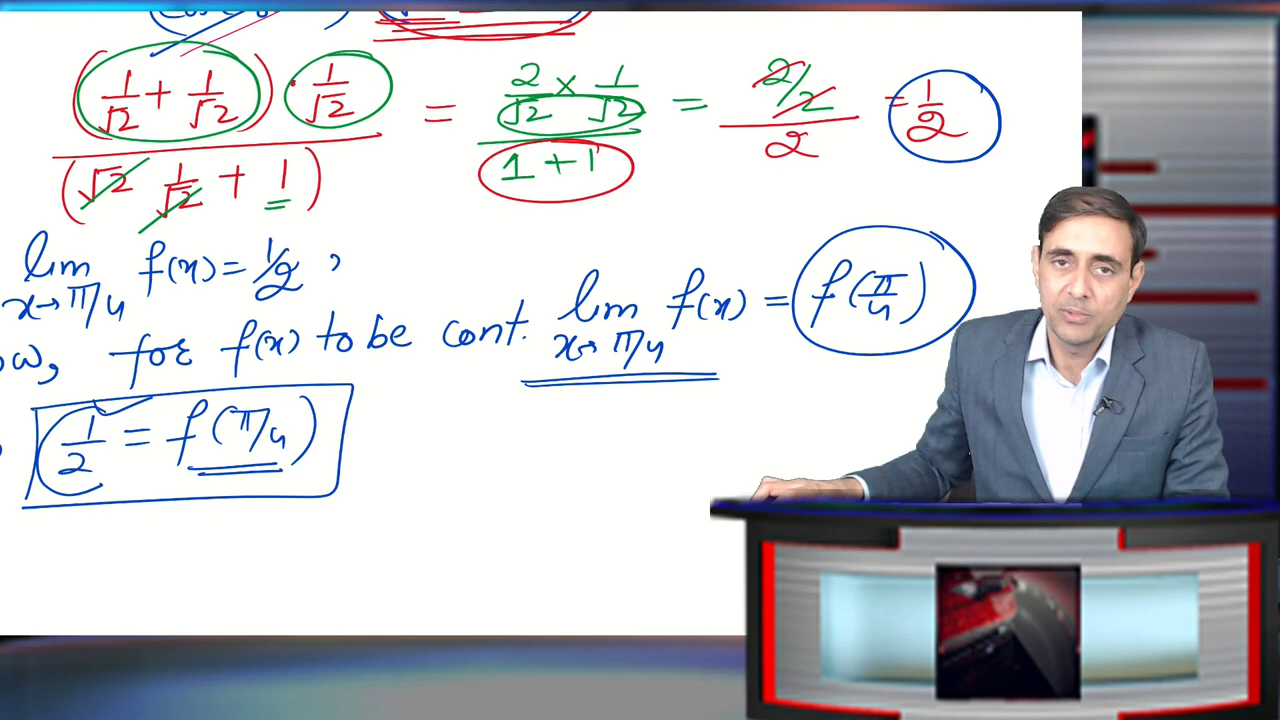 (1/√2 + 1/√2) · 1/√2 / (√2 1/√2 + 1) = 2/√2 × 1/√2 / 1 + 1 = 2/2 / 2 = 1/2
lim x→π/4 f(x) = 1/2 ,
ow, for f(x) to be cont. lim x→π/4 f(x) = f(π/4)
1/2 = f(π/4)